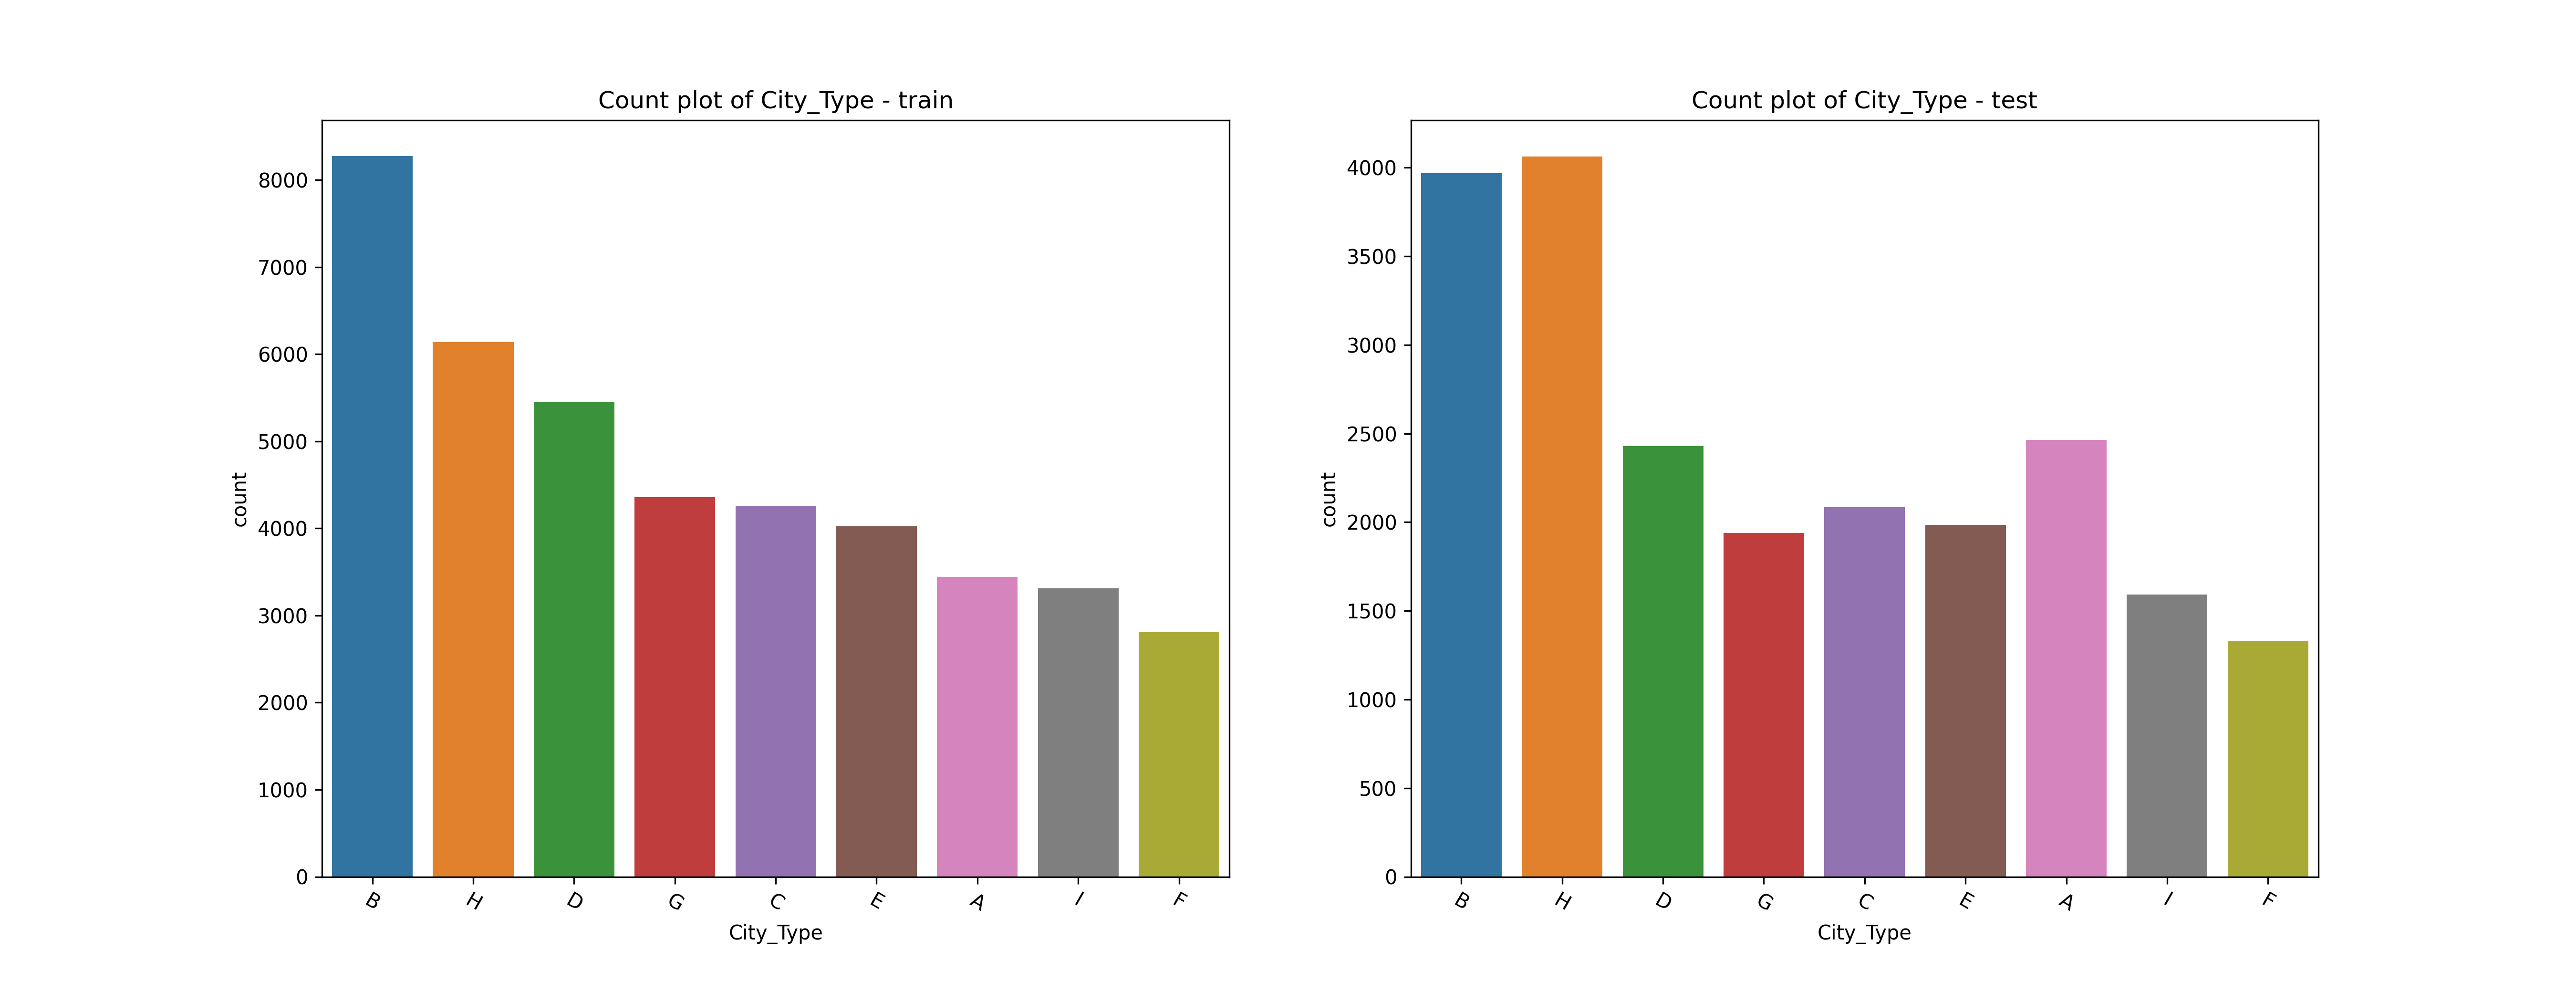 Count plot of City_Type - train
8000
7000
6000
5000
4000
3000
2000
1000
0
count
B H D G C E A I F
City_Type
Count plot of City_Type - test
4000
3500
3000
2500
2000
1500
1000
500
0
count
B H D G C E A I F
City_Type